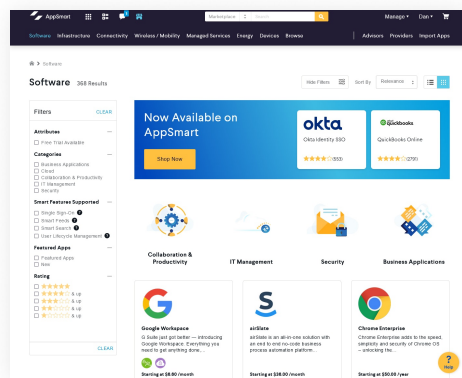 AppSmart
Marketplace
Search
Manage
Dan
Software Infrastructure Connectivity Wireless / Mobility Managed Services Energy Devices Browse
Advisors Providers Import Apps
Software
Software 368 Results
Hide Filters
Sort By Relevance
Filters CLEAR
Attributes
Free Trial Available
Categories
Business Applications
Cloud
Collaboration & Productivity
IT Management
Security
Smart Features Supported
Single Sign-On ?
Smart Feeds ?
Smart Search ?
User Lifecycle Management ?
Featured Apps
Featured Apps
New
Rating
& up
& up
& up
& up
CLEAR
Now Available on
AppSmart
Shop Now
okta
Okta Identity SSO
(553)
quickbooks
QuickBooks Online
(2791)
Collaboration &
Productivity
IT Management
Security
Business Applications
Google Workspace
G Suite just got better — introducing
Google Workspace. Everything you
need to get anything done...
Starting at $6.00 /month
airSlate
airSlate is an all-in-one solution with
an end to end no-code business
process automation platform...
Starting at $30.00 /month
Chrome Enterprise
Chrome Enterprise adds to the speed,
simplicity and security of Chrome OS
– unlocking the...
Starting at $50.00 /year
?
Help